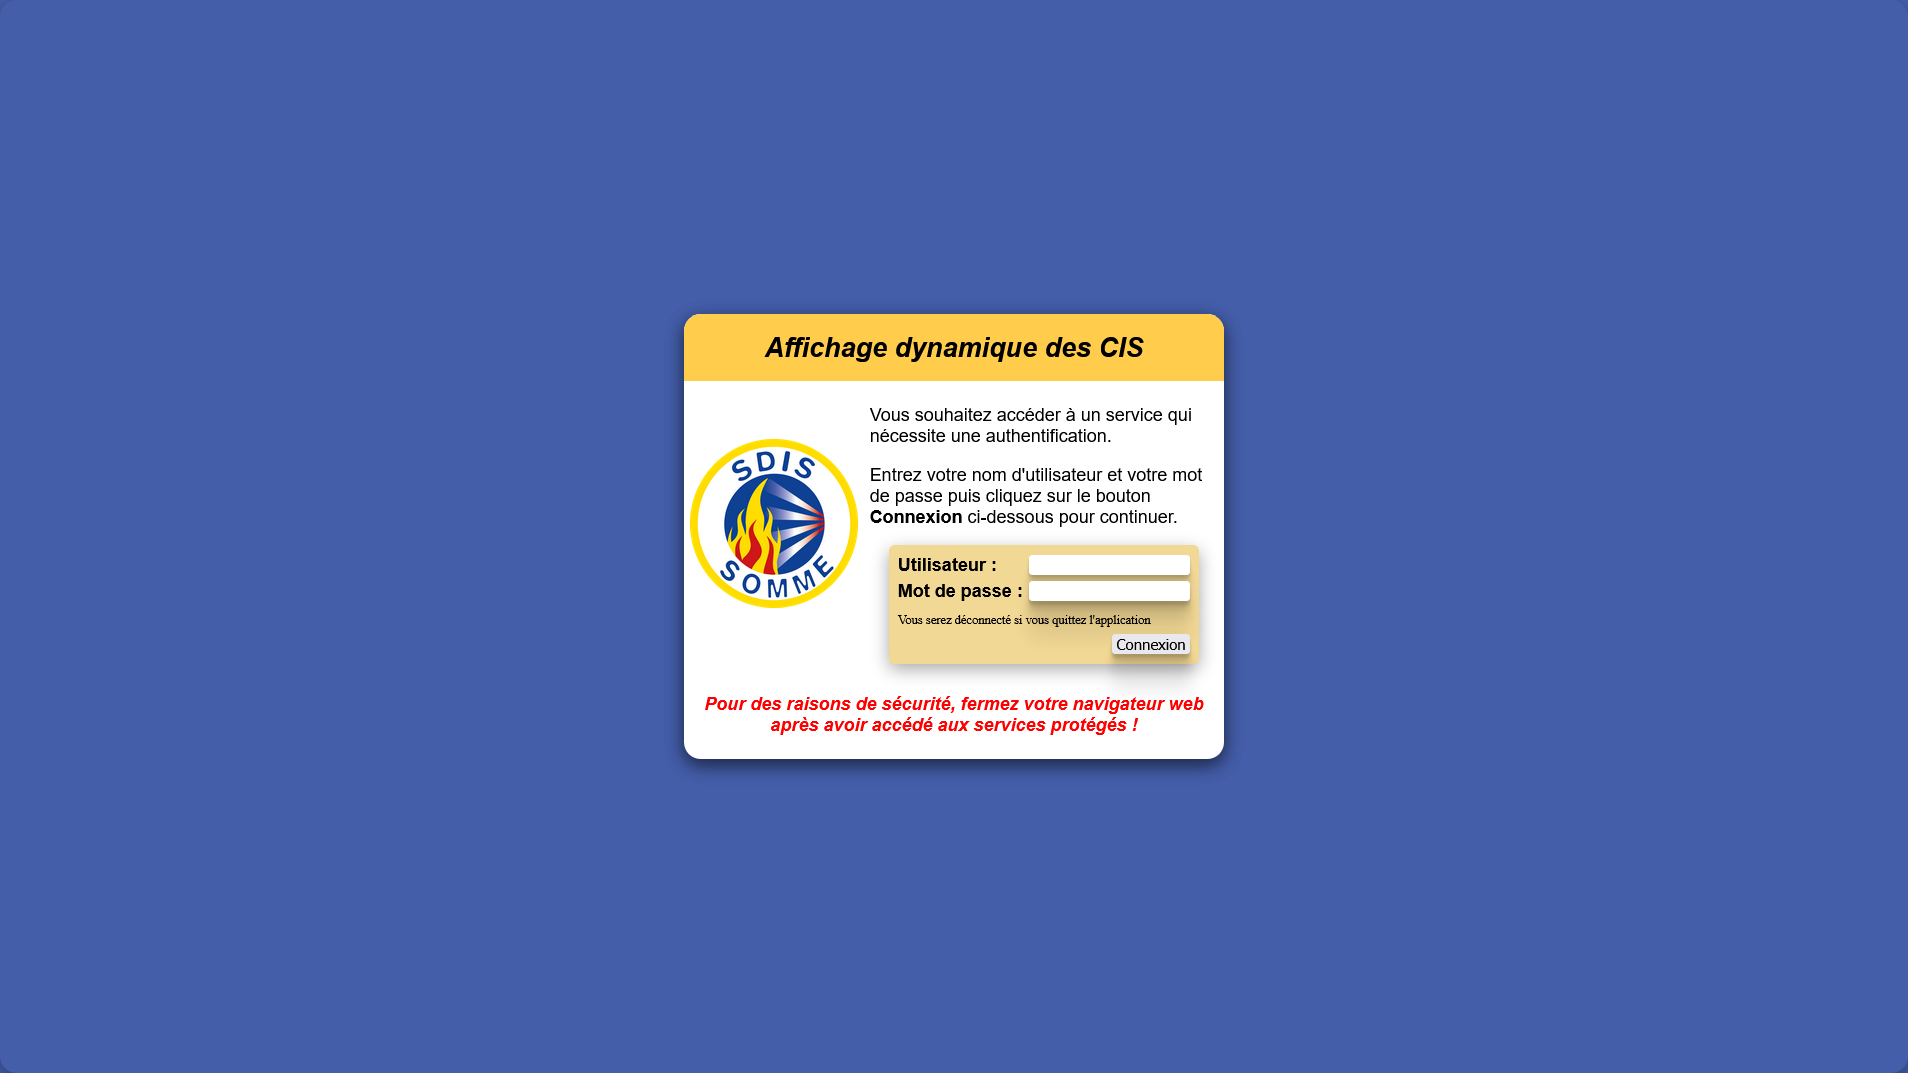 Affichage dynamique des CIS
Vous souhaitez accéder à un service qui
nécessite une authentification.
Entrez votre nom d'utilisateur et votre mot
de passe puis cliquez sur le bouton
Connexion ci-dessous pour continuer.
SDIS
SOMME
Utilisateur :
Mot de passe :
Vous serez déconnecté si vous quittez l'application
Connexion
Pour des raisons de sécurité, fermez votre navigateur web
après avoir accédé aux services protégés !